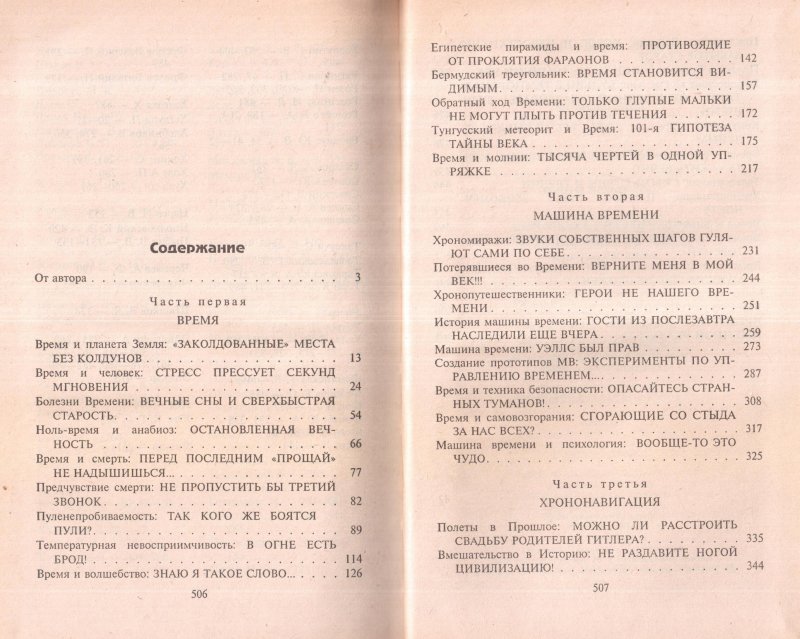 Содержание
От автора . . . . . . . . . . . . . . . . . . . . . 3
Часть первая
ВРЕМЯ
Время и планета Земля: «ЗАКОЛДОВАННЫЕ» МЕСТА
БЕЗ КОЛДУНОВ . . . . . . . . . . . . . . . 13
Время и человек: СТРЕСС ПРЕССУЕТ СЕКУНД
МГНОВЕНИЯ . . . . . . . . . . . . . . . . 24
Болезни Времени: ВЕЧНЫЕ СНЫ И СВЕРХБЫСТРАЯ
СТАРОСТЬ. . . . . . . . . . . . . . . . . 54
Ноль-время и анабиоз: ОСТАНОВЛЕННАЯ ВЕЧ-
НОСТЬ . . . . . . . . . . . . . . . . . . 66
Время и смерть: ПЕРЕД ПОСЛЕДНИМ «ПРОЩАЙ»
НЕ НАДЫШИШЬСЯ... . . . . . . . . . . . . . 77
Предчувствие смерти: НЕ ПРОПУСТИТЬ БЫ ТРЕТИЙ
ЗВОНОК . . . . . . . . . . . . . . . . . . 82
Пуленепробиваемость: ТАК КОГО ЖЕ БОЯТСЯ
ПУЛИ? . . . . . . . . . . . . . . . . . . 89
Температурная невосприимчивость: В ОГНЕ ЕСТЬ
БРОД! . . . . . . . . . . . . . . . . . . 114
Время и волшебство: ЗНАЮ Я ТАКОЕ СЛОВО... . . . . 126
506
Египетские пирамиды и время: ПРОТИВОЯДИЕ
ОТ ПРОКЛЯТИЯ ФАРАОНОВ . . . . . . . . . . 142
Бермудский треугольник: ВРЕМЯ СТАНОВИТСЯ ВИ-
ДИМЫМ . . . . . . . . . . . . . . . . . . 157
Обратный ход Времени: ТОЛЬКО ГЛУПЫЕ МАЛЬКИ
НЕ МОГУТ ПЛЫТЬ ПРОТИВ ТЕЧЕНИЯ . . . . . . 172
Тунгусский метеорит и Время: 101-я ГИПОТЕЗА
ТАЙНЫ ВЕКА . . . . . . . . . . . . . . . . 175
Время и молнии: ТЫСЯЧА ЧЕРТЕЙ В ОДНОЙ УП-
РЯЖКЕ . . . . . . . . . . . . . . . . . . 217
Часть вторая
МАШИНА ВРЕМЕНИ
Хрономиражи: ЗВУКИ СОБСТВЕННЫХ ШАГОВ ГУЛЯ-
ЮТ САМИ ПО СЕБЕ . . . . . . . . . . . . . 231
Потерявшиеся во Времени: ВЕРНИТЕ МЕНЯ В МОЙ
ВЕК!!! . . . . . . . . . . . . . . . . . . 244
Хронопутешественники: ГЕРОИ НЕ НАШЕГО ВРЕ-
МЕНИ . . . . . . . . . . . . . . . . . . . 251
История машины времени: ГОСТИ ИЗ ПОСЛЕЗАВТРА
НАСЛЕДИЛИ ЕЩЕ ВЧЕРА . . . . . . . . . . . 259
Машина времени: УЭЛЛС БЫЛ ПРАВ . . . . . . . . 273
Создание прототипов МВ: ЭКСПЕРИМЕНТЫ ПО УП-
РАВЛЕНИЮ ВРЕМЕНЕМ... . . . . . . . . . . . 287
Время и техника безопасности: ОПАСАЙТЕСЬ СТРАН-
НЫХ ТУМАНОВ! . . . . . . . . . . . . . . . 308
Время и самовозгорания: СГОРАЮЩИЕ СО СТЫДА
ЗА НАС ВСЕХ? . . . . . . . . . . . . . . . 317
Машина времени и психология: ВООБЩЕ-ТО ЭТО
ЧУДО . . . . . . . . . . . . . . . . . . . 325
Часть третья
ХРОНОНАВИГАЦИЯ
Полеты в Прошлое: МОЖНО ЛИ РАССТРОИТЬ
СВАДЬБУ РОДИТЕЛЕЙ ГИТЛЕРА? . . . . . . . . 335
Вмешательство в Историю: НЕ РАЗДАВИТЕ НОГОЙ
ЦИВИЛИЗАЦИЮ! . . . . . . . . . . . . . . . 344
507